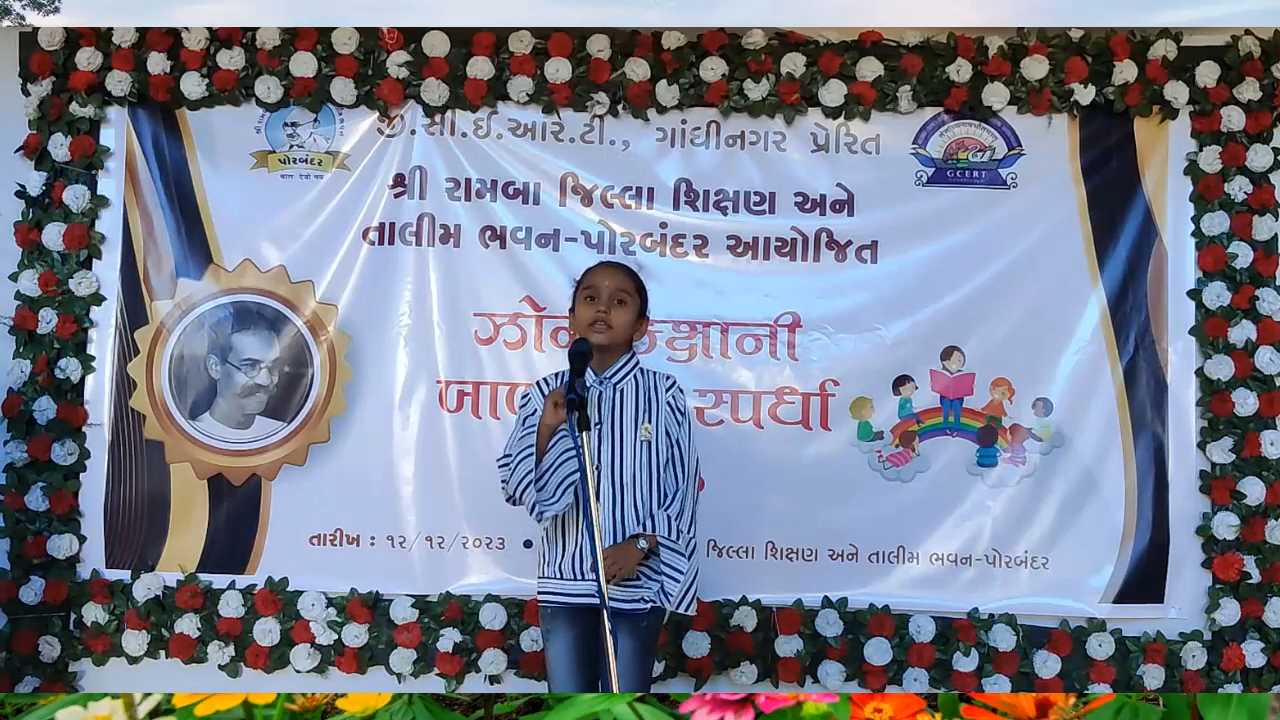 જી.સી.ઈ.આર.ટી., ગાંધીનગર પ્રેરિત
પોરબંદર
GCERT
શ્રી રામબા જિલ્લા શિક્ષણ અને
તાલીમ ભવન-પોરબંદર આયોજિત
કક્ષાની
સ્પર્ધા
તારીખ : ૧૨/૧૨/૨૦૨૩ •
જિલ્લા શિક્ષણ અને તાલીમ ભવન-પોરબંદર